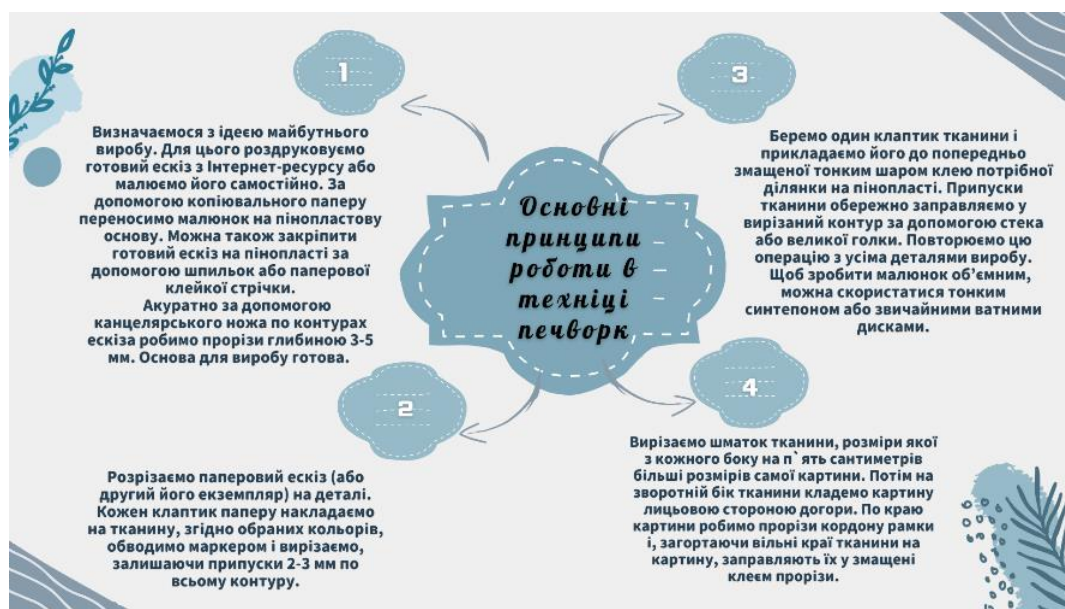 Основні
принципи
роботи в
техніці
печворк
1
Визначаємося з ідеєю майбутнього
виробу. Для цього роздруковуємо
готовий ескіз з Інтернет-ресурсу або
малюємо його самостійно. За
допомогою копіювального паперу
переносимо малюнок на пінопластову
основу. Можна також закріпити
готовий ескіз на пінопласті за
допомогою шпильок або паперової
клейкої стрічки.
Акуратно за допомогою
канцелярського ножа по контурах
ескіза робимо прорізи глибиною 3-5
мм. Основа для виробу готова.
2
Розрізаємо паперовий ескіз (або
другий його екземпляр) на деталі.
Кожен клаптик паперу накладаємо
на тканину, згідно обраних кольорів,
обводимо маркером і вирізаємо,
залишаючи припуски 2-3 мм по
всьому контуру.
3
Беремо один клаптик тканини і
прикладаємо його до попередньо
змащеної тонким шаром клею потрібної
ділянки на пінопласті. Припуски
тканини обережно заправляємо у
вирізаний контур за допомогою стека
або великої голки. Повторюємо цю
операцію з усіма деталями виробу.
Щоб зробити малюнок об’ємним,
можна скористатися тонким
синтепоном або звичайними ватними
дисками.
4
Вирізаємо шматок тканини, розміри якої
з кожного боку на п`ять сантиметрів
більші розмірів самої картини. Потім на
зворотній бік тканини кладемо картину
лицьовою стороною догори. По краю
картини робимо прорізи кордону рамки
і, загортаючи вільні краї тканини на
картину, заправляють їх у змащені
клеєм прорізи.